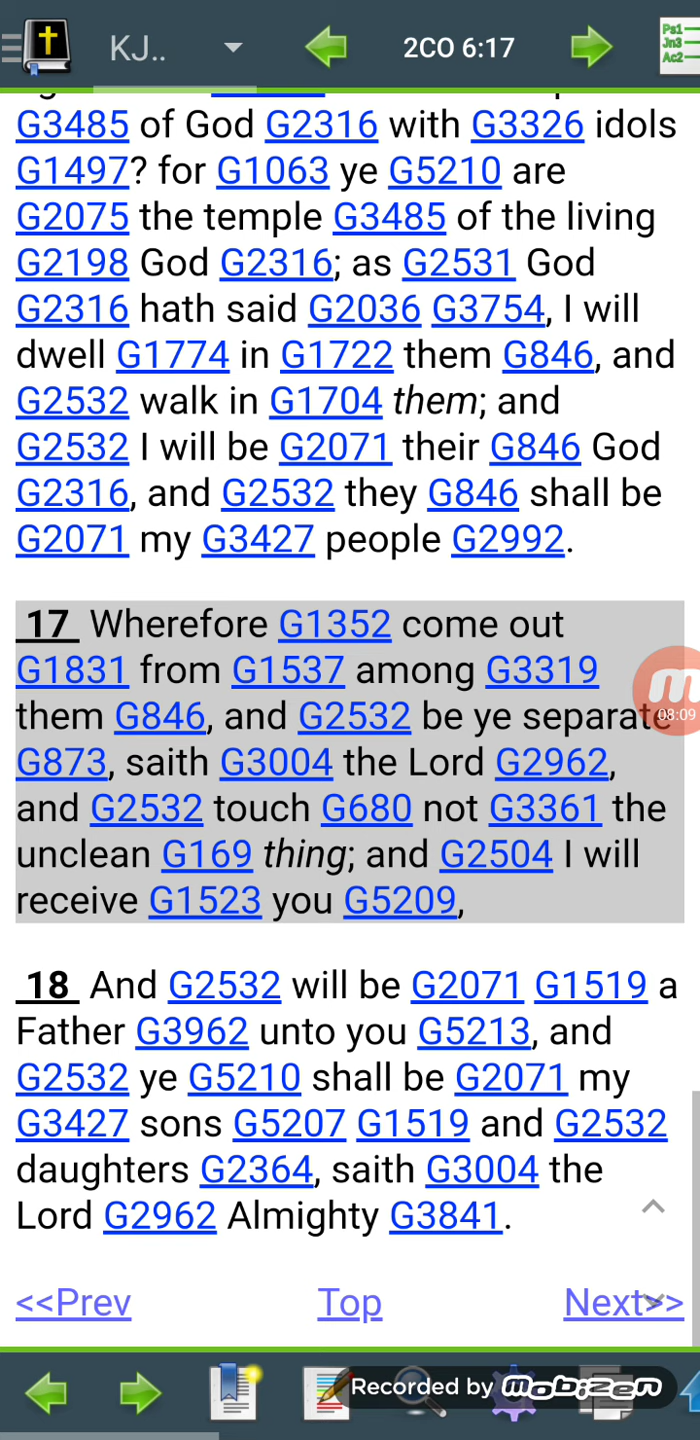 KJ..
2CO 6:17
Ps1
Jn3
Ac2
G3485 of God G2316 with G3326 idols
G1497? for G1063 ye G5210 are
G2075 the temple G3485 of the living
G2198 God G2316; as G2531 God
G2316 hath said G2036 G3754, I will
dwell G1774 in G1722 them G846, and
G2532 walk in G1704 them; and
G2532 I will be G2071 their G846 God
G2316, and G2532 they G846 shall be
G2071 my G3427 people G2992.
17 Wherefore G1352 come out
G1831 from G1537 among G3319
them G846, and G2532 be ye separate
08:09
G873, saith G3004 the Lord G2962,
and G2532 touch G680 not G3361 the
unclean G169 thing; and G2504 I will
receive G1523 you G5209,
18 And G2532 will be G2071 G1519 a
Father G3962 unto you G5213, and
G2532 ye G5210 shall be G2071 my
G3427 sons G5207 G1519 and G2532
daughters G2364, saith G3004 the
Lord G2962 Almighty G3841.
<<Prev Top Next>>
Recorded by mobizen